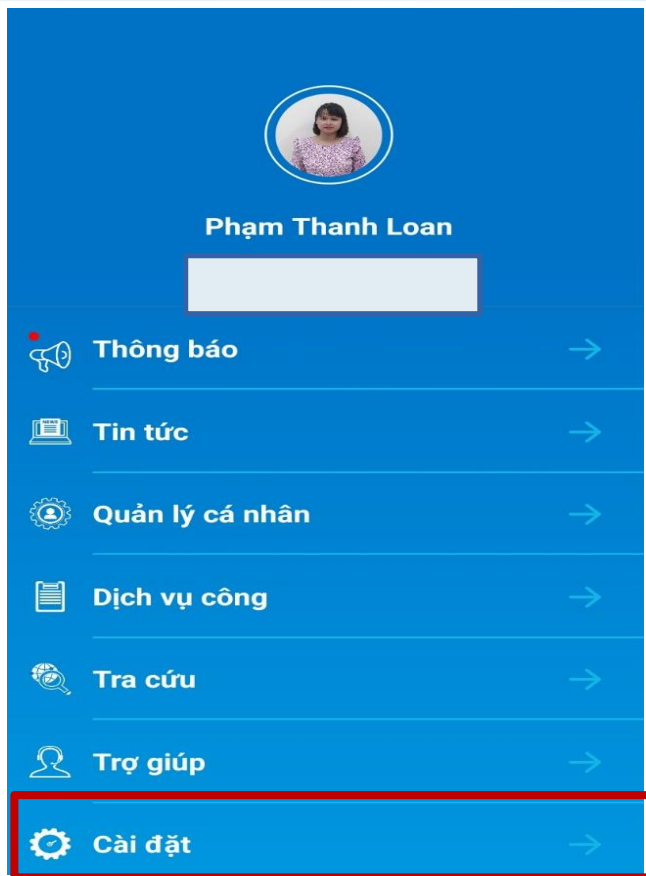 Phạm Thanh Loan
Thông báo
Tin tức
Quản lý cá nhân
Dịch vụ công
Tra cứu
Trợ giúp
Cài đặt